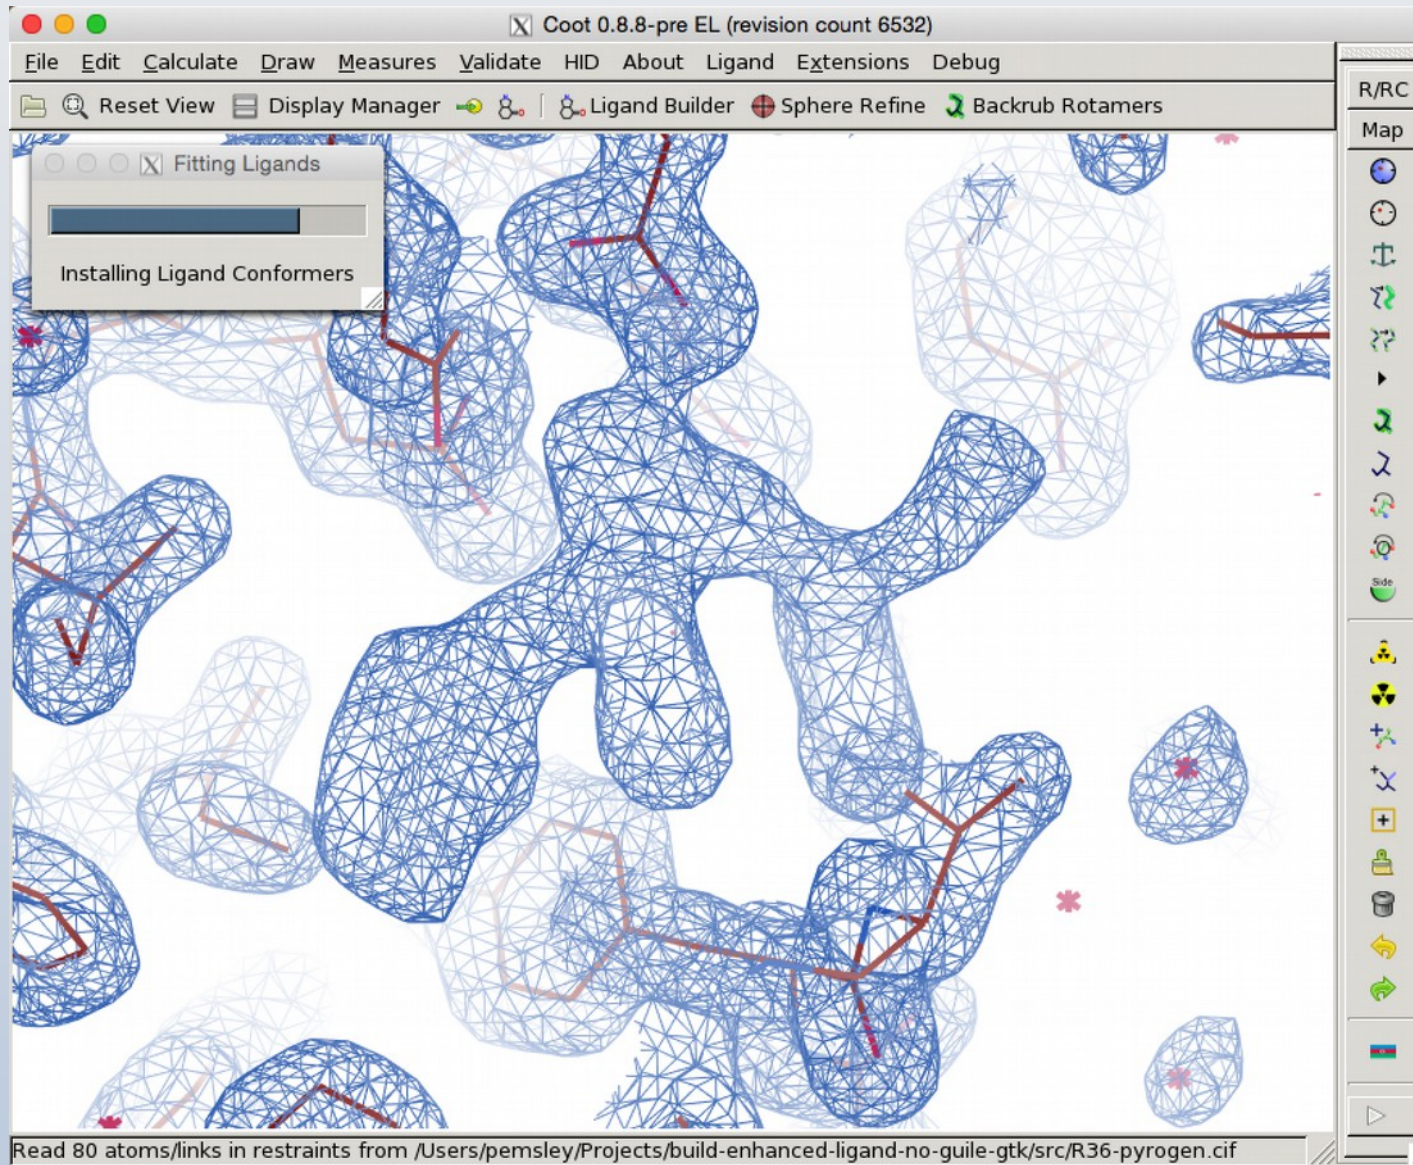 Coot 0.8.8-pre EL (revision count 6532)
File Edit Calculate Draw Measures Validate HID About Ligand Extensions Debug
R/RC
Reset View Display Manager Ligand Builder Sphere Refine Backrub Rotamers
Map
Fitting Ligands
Installing Ligand Conformers
Side
Read 80 atoms/links in restraints from /Users/pemsley/Projects/build-enhanced-ligand-no-guile-gtk/src/R36-pyrogen.cif